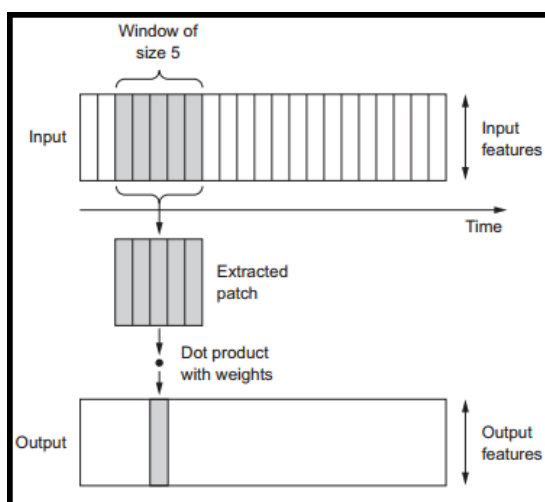 Window of
size 5
Input
Input
features
Time
Extracted
patch
Dot product
with weights
Output
Output
features